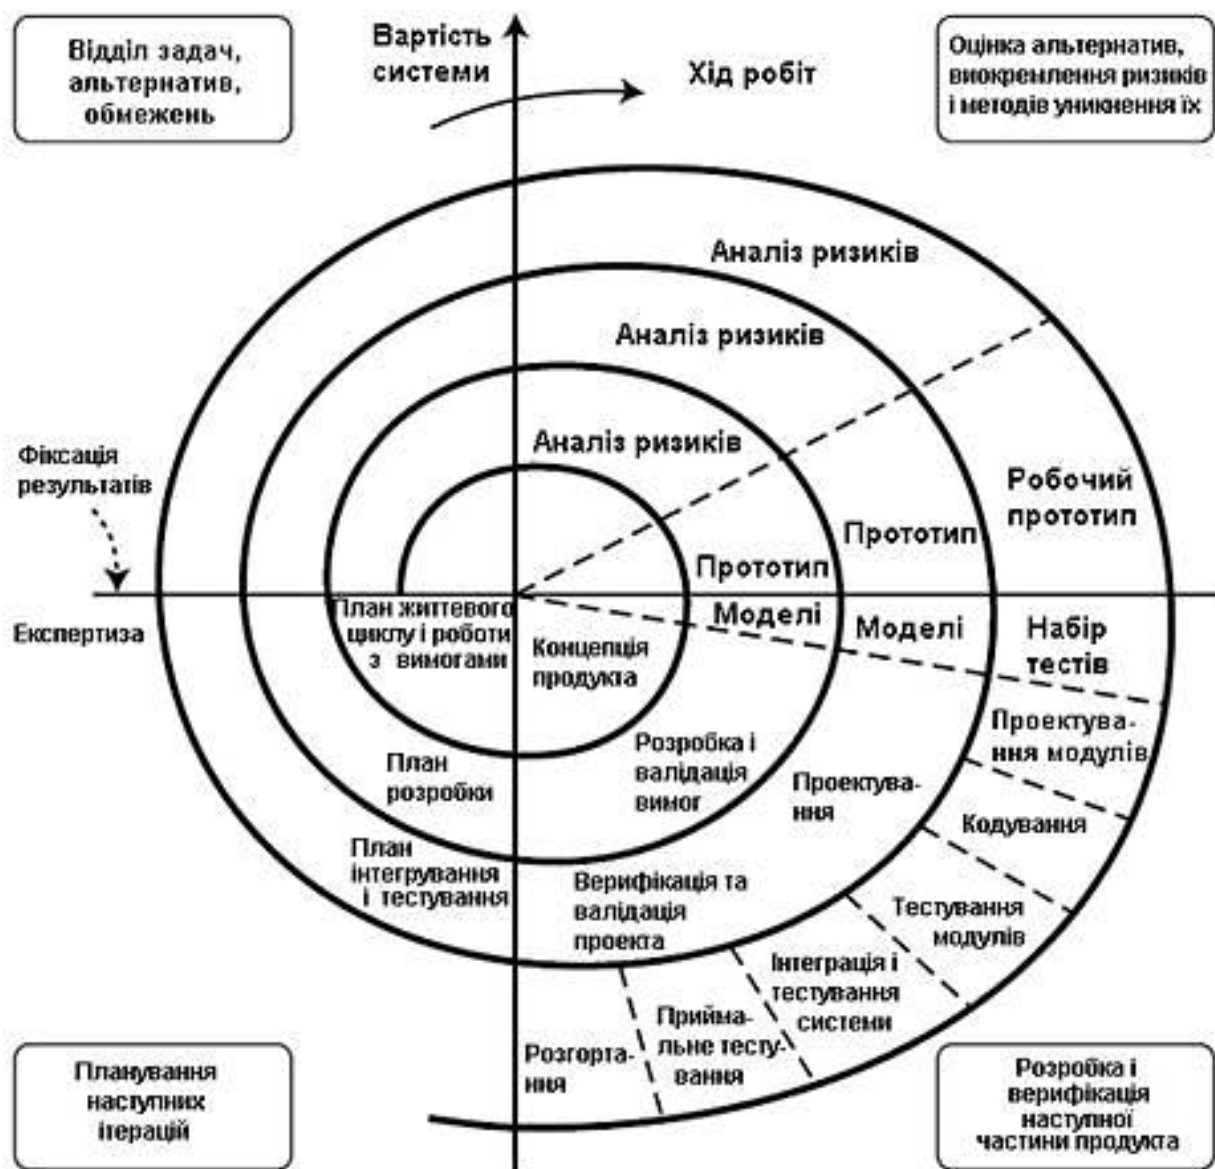 Відділ задач,
альтернатив,
обмежень
Вартість
системи
Хід робіт
Оцінка альтернатив,
виокремлення ризиків
і методів уникнення їх
Аналіз ризиків
Аналіз ризиків
Аналіз ризиків
Фіксація
результатів
Експертиза
Робочий
прототип
Прототип
Прототип
План життевого
циклу і роботи
з вимогами
Концепція
продукта
Моделі
Моделі
Набір
тестів
Проектува-
ння модулів
План
розробки
Розробка і
валідація
вимог
Проектува-
ння
Кодування
План
інтегрування
і тестування
Верифікація та
валідація
проекта
Тестування
модулів
Інтеграція і
тестування
системи
Розгорта-
ння
Прийма-
льне тесту-
вання
Планування
наступних
ітерацій
Розробка і
верифікація
наступної
частини продукта